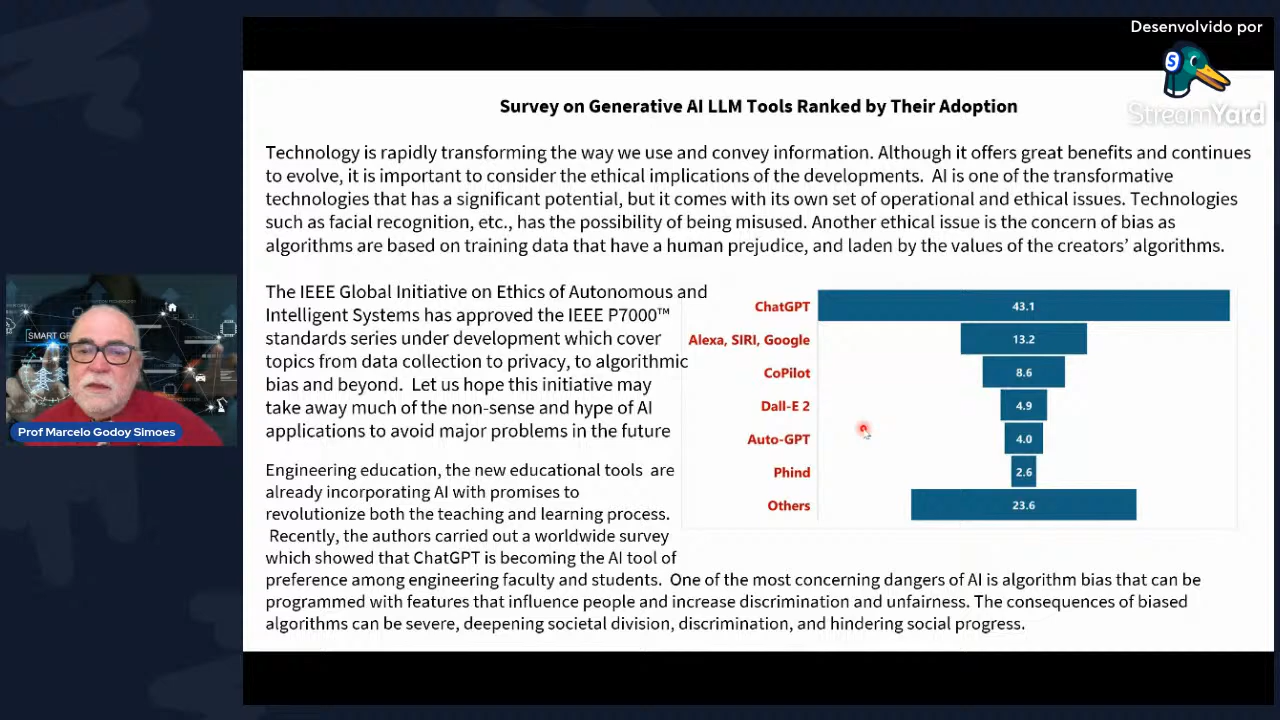 Desenvolvido por
StreamYard
Survey on Generative AI LLM Tools Ranked by Their Adoption
Technology is rapidly transforming the way we use and convey information. Although it offers great benefits and continues
to evolve, it is important to consider the ethical implications of the developments. AI is one of the transformative
technologies that has a significant potential, but it comes with its own set of operational and ethical issues. Technologies
such as facial recognition, etc., has the possibility of being misused. Another ethical issue is the concern of bias as
algorithms are based on training data that have a human prejudice, and laden by the values of the creators’ algorithms.
The IEEE Global Initiative on Ethics of Autonomous and
Intelligent Systems has approved the IEEE P7000™
standards series under development which cover
topics from data collection to privacy, to algorithmic
bias and beyond. Let us hope this initiative may
take away much of the non-sense and hype of AI
applications to avoid major problems in the future
ChatGPT 43.1
Alexa, SIRI, Google 13.2
CoPilot 8.6
Dall-E 2 4.9
Auto-GPT 4.0
Phind 2.6
Others 23.6
Engineering education, the new educational tools are
already incorporating AI with promises to
revolutionize both the teaching and learning process.
Recently, the authors carried out a worldwide survey
which showed that ChatGPT is becoming the AI tool of
preference among engineering faculty and students. One of the most concerning dangers of AI is algorithm bias that can be
programmed with features that influence people and increase discrimination and unfairness. The consequences of biased
algorithms can be severe, deepening societal division, discrimination, and hindering social progress.
SMART GR
Prof Marcelo Godoy Simoes